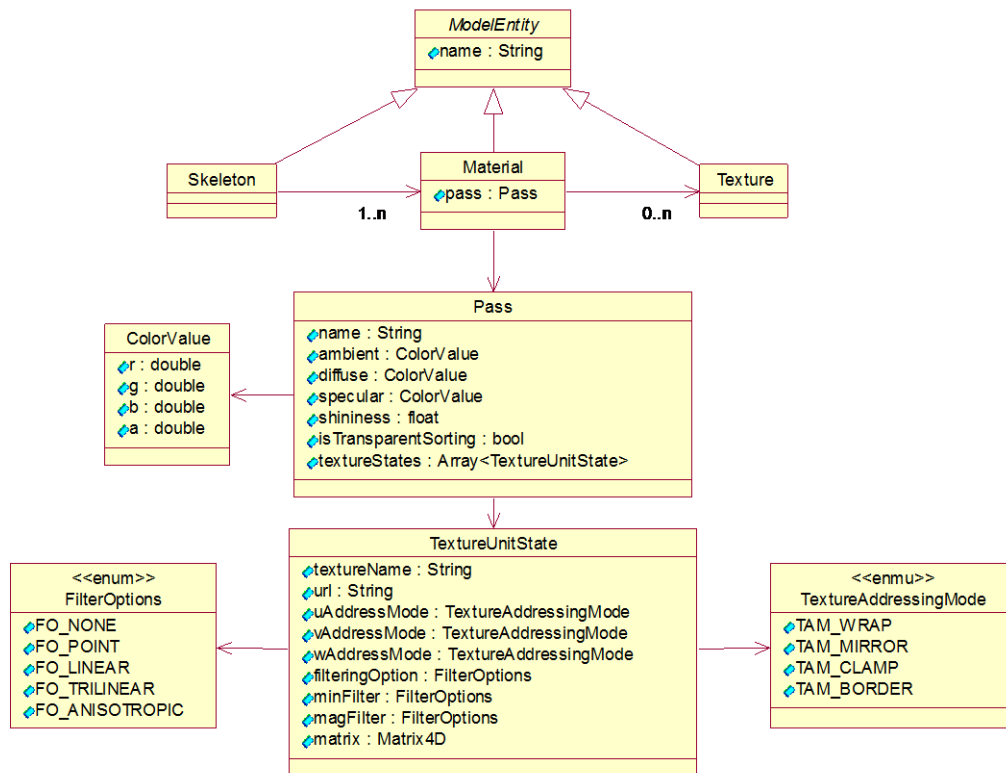 ModelEntity
name : String
Skeleton
Material
pass : Pass
Texture
1..n
0..n
Pass
name : String
ambient : ColorValue
diffuse : ColorValue
specular : ColorValue
shininess : float
isTransparentSorting : bool
textureStates : Array<TextureUnitState>
ColorValue
r : double
g : double
b : double
a : double
TextureUnitState
textureName : String
url : String
uAddressMode : TextureAddressingMode
vAddressMode : TextureAddressingMode
wAddressMode : TextureAddressingMode
filteringOption : FilterOptions
minFilter : FilterOptions
magFilter : FilterOptions
matrix : Matrix4D
<<enum>>
FilterOptions
FO_NONE
FO_POINT
FO_LINEAR
FO_TRILINEAR
FO_ANISOTROPIC
<<enmu>>
TextureAddressingMode
TAM_WRAP
TAM_MIRROR
TAM_CLAMP
TAM_BORDER